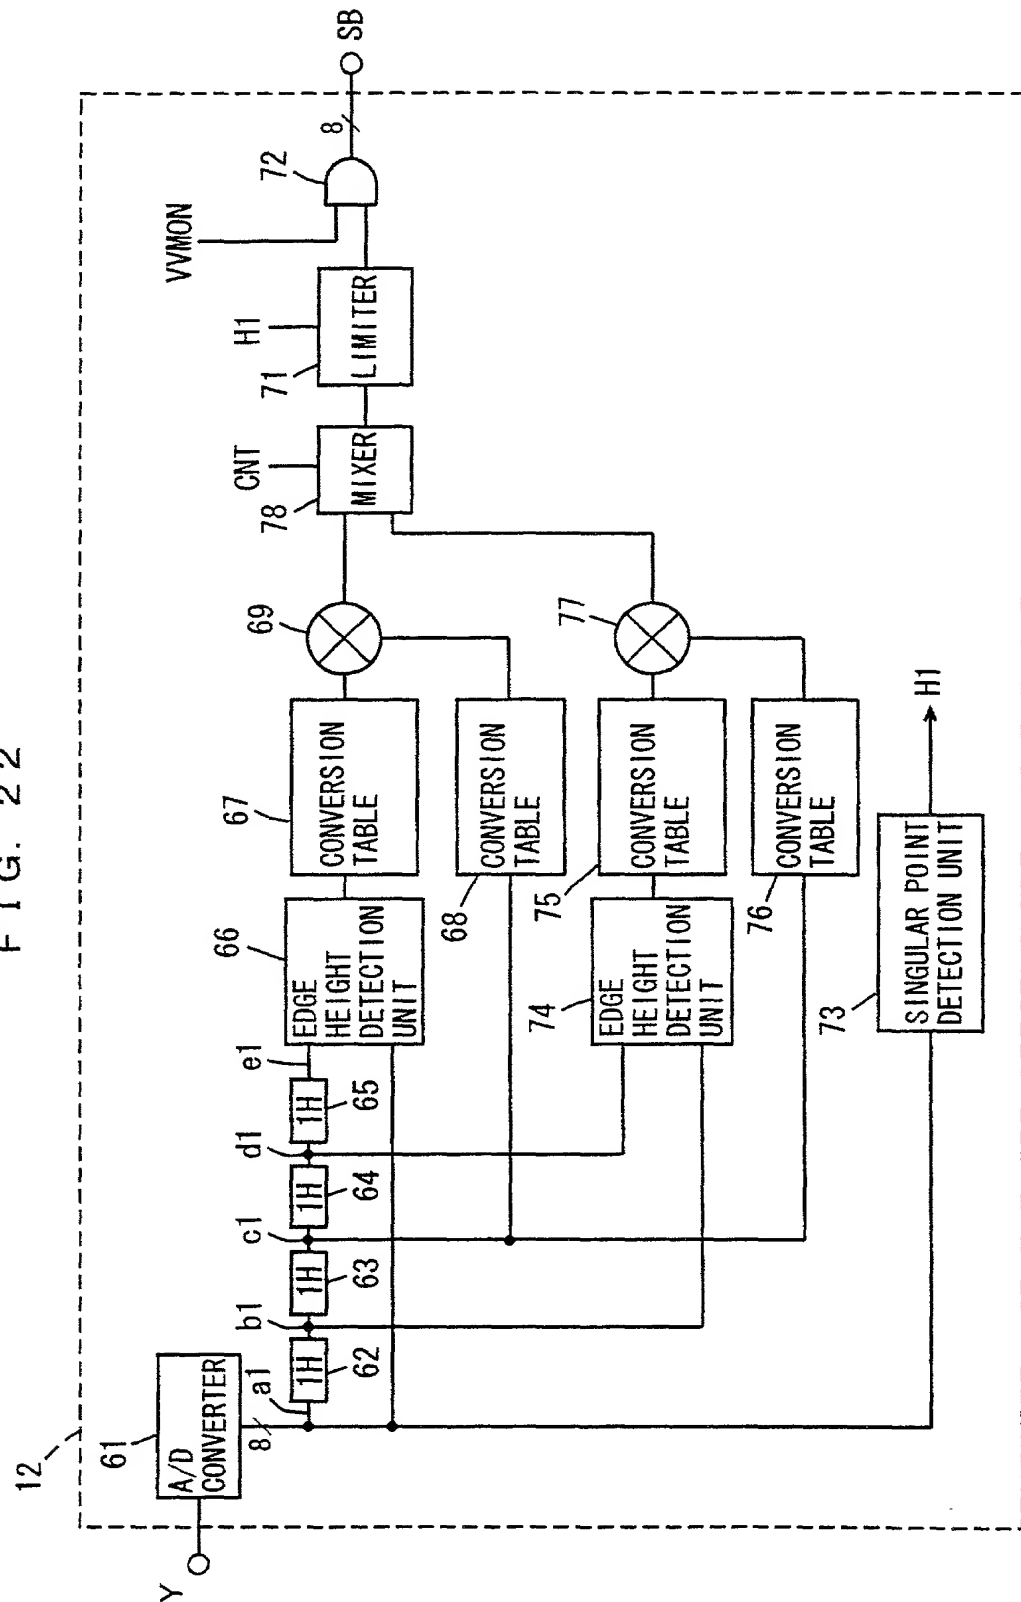 FIG. 22
12
Y
61
A/D
CONVERTER
8
a1
1H
62
b1
1H
63
c1
1H
64
d1
1H
65
e1
66
EDGE
HEIGHT
DETECTION
UNIT
67
CONVERSION
TABLE
68
CONVERSION
TABLE
69
74
EDGE
HEIGHT
DETECTION
UNIT
75
CONVERSION
TABLE
76
CONVERSION
TABLE
77
73
SINGULAR POINT
DETECTION UNIT
H1
CNT
78
MIXER
H1
71
LIMITER
VVMON
72
8
SB